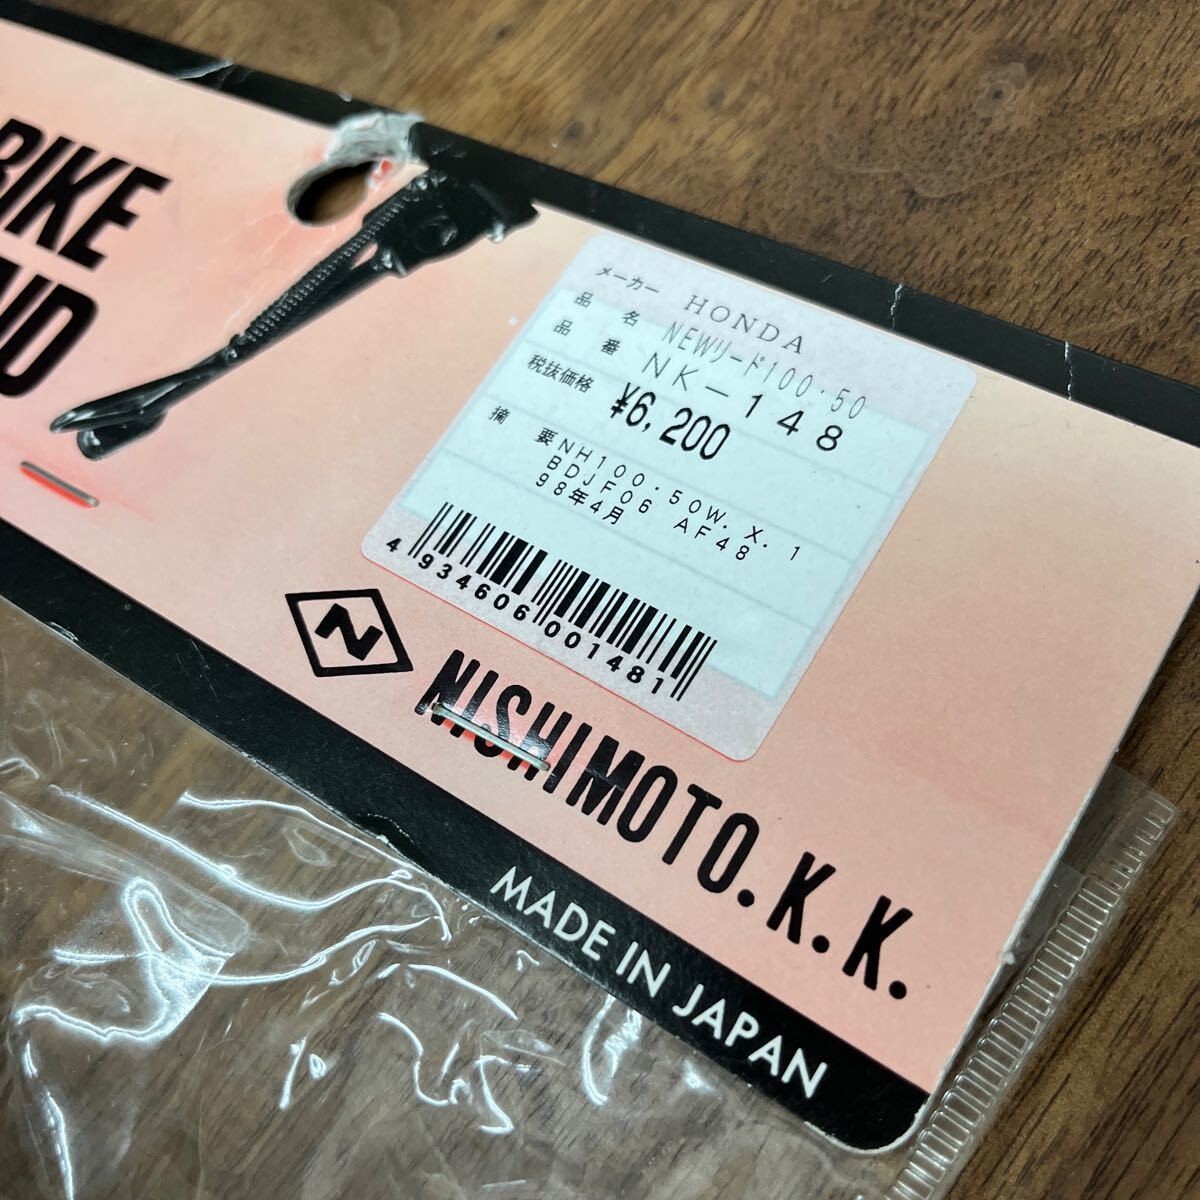 BIKE
メーカー HONDA
品名 NEWリード100・50
品番 NK-148
税抜価格 ¥6,200
摘要 NH100・50W. X. 1
BDJF06 AF48
98年4月
4934606001481
N
NISHIMOTO.K.K.
MADE IN JAPAN